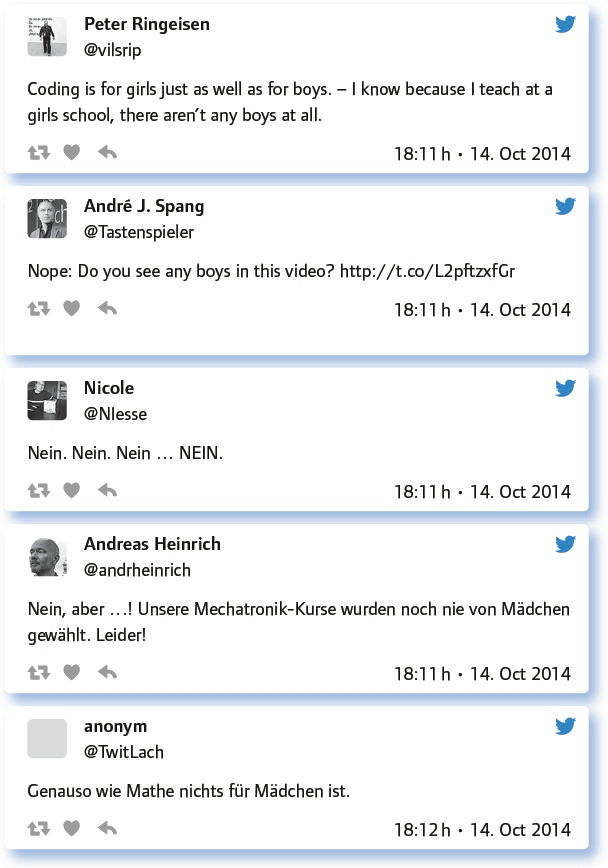 Peter Ringeisen
@vilsrip
Coding is for girls just as well as for boys. – I know because I teach at a
girls school, there aren’t any boys at all.
18:11 h • 14. Oct 2014
André J. Spang
@Tastenspieler
Nope: Do you see any boys in this video? http://t.co/L2pftzxfGr
18:11 h • 14. Oct 2014
Nicole
@Nlesse
Nein. Nein. Nein … NEIN.
18:11 h • 14. Oct 2014
Andreas Heinrich
@andrheinrich
Nein, aber …! Unsere Mechatronik-Kurse wurden noch nie von Mädchen
gewählt. Leider!
18:11 h • 14. Oct 2014
anonym
@TwitLach
Genauso wie Mathe nichts für Mädchen ist.
18:12 h • 14. Oct 2014